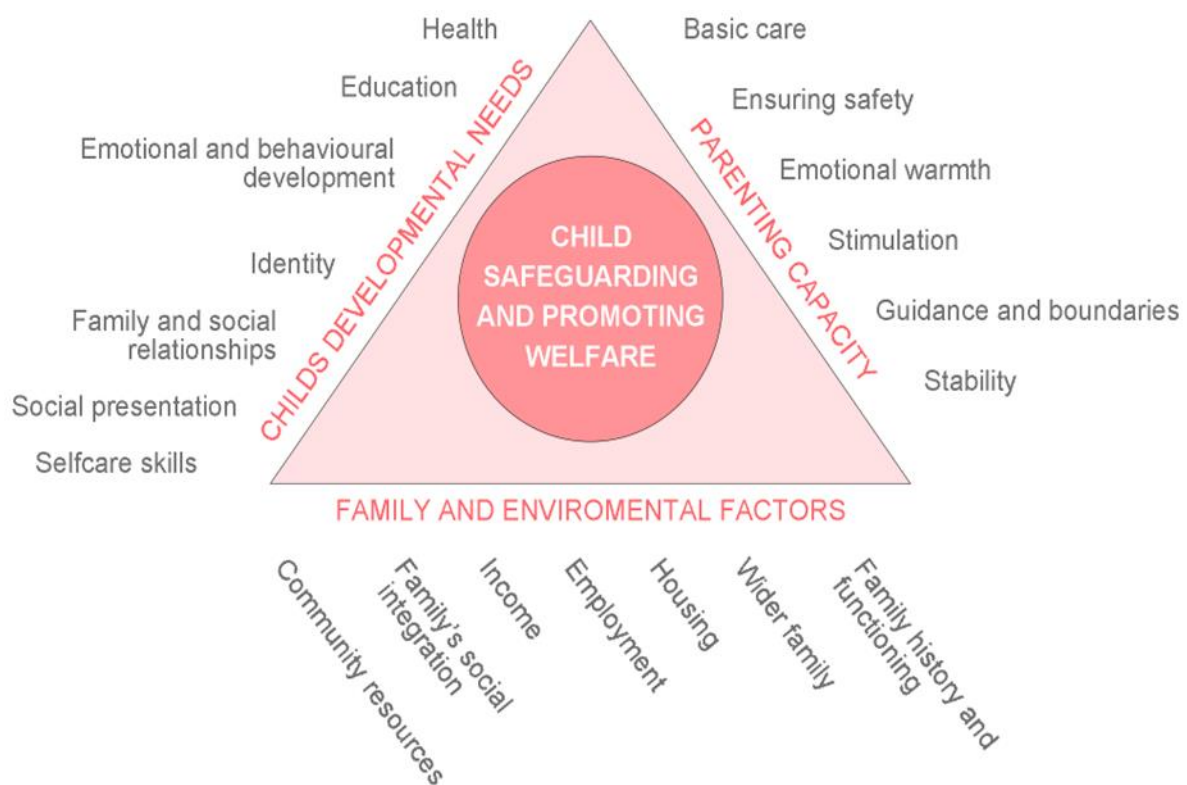 Health
Education
Emotional and behavioural
development
Identity
Family and social
relationships
Social presentation
Selfcare skills
CHILDS DEVELOPMENTAL NEEDS
CHILD
SAFEGUARDING
AND PROMOTING
WELFARE
PARENTING CAPACITY
Basic care
Ensuring safety
Emotional warmth
Stimulation
Guidance and boundaries
Stability
FAMILY AND ENVIROMENTAL FACTORS
Community resources
Family's social
integration
Income
Employment
Housing
Wider family
Family history and
functioning